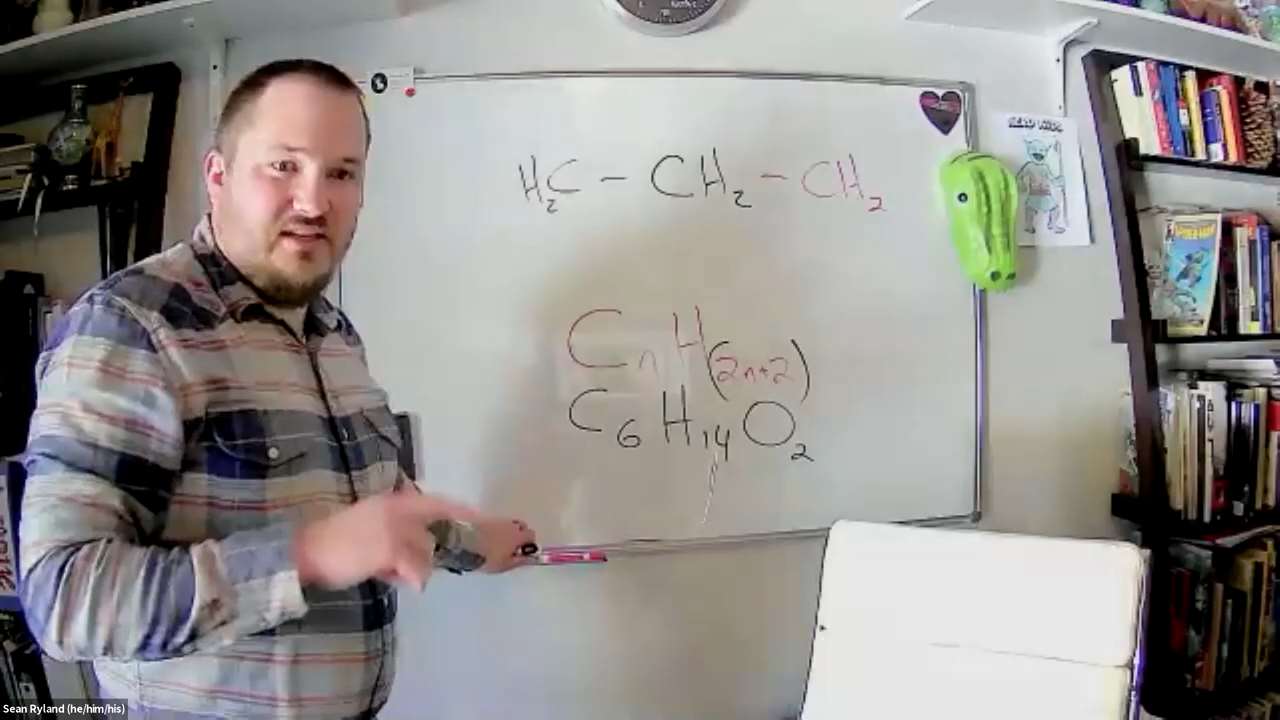 H₂C - CH₂ - CH₂
CₙH(2n+2)
C₆H₁₄O₂
Sean Ryland (he/him/his)